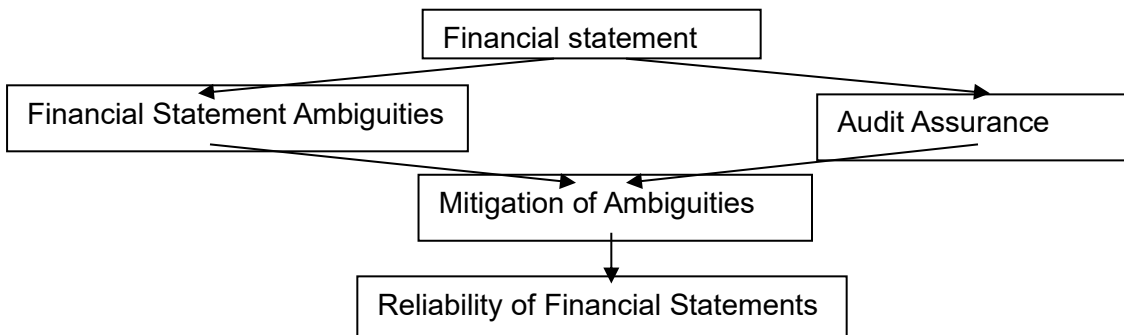 Financial statement
Financial Statement Ambiguities
Audit Assurance
Mitigation of Ambiguities
Reliability of Financial Statements